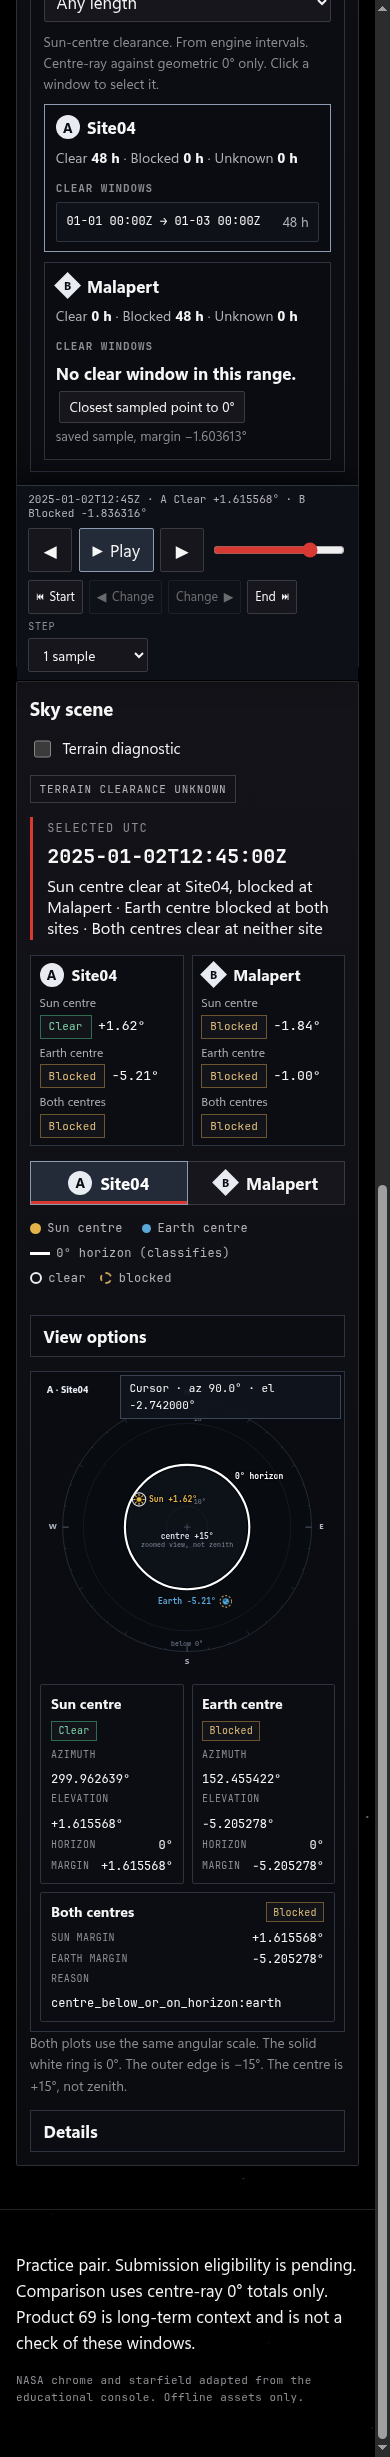 Any length
Sun-centre clearance. From engine intervals.
Centre-ray against geometric 0° only. Click a
window to select it.
A Site04
Clear 48 h · Blocked 0 h · Unknown 0 h
CLEAR WINDOWS
01-01 00:00Z → 01-03 00:00Z 48 h
B Malapert
Clear 0 h · Blocked 48 h · Unknown 0 h
CLEAR WINDOWS
No clear window in this range.
Closest sampled point to 0°
saved sample, margin −1.603613°
2025-01-02T12:45Z · A Clear +1.615568° · B
Blocked -1.836316°
◀ ▶ Play ▶
⏮ Start ◀ Change Change ▶ End ⏭
STEP
1 sample
Sky scene
Terrain diagnostic
TERRAIN CLEARANCE UNKNOWN
SELECTED UTC
2025-01-02T12:45:00Z
Sun centre clear at Site04, blocked at
Malapert · Earth centre blocked at both
sites · Both centres clear at neither site
A Site04 B Malapert
Sun centre Sun centre
Clear +1.62° Blocked -1.84°
Earth centre Earth centre
Blocked -5.21° Blocked -1.00°
Both centres Both centres
Blocked Blocked
A Site04 B Malapert
Sun centre Earth centre
0° horizon (classifies)
clear blocked
View options
A · Site04
Cursor · az 90.0° · el
-2.742000°
0° horizon
Sun +1.62°
10°
W E
centre +15°
zoomed view, not zenith
Earth -5.21°
below 0°
S
Sun centre Earth centre
Clear Blocked
AZIMUTH AZIMUTH
299.962639° 152.455422°
ELEVATION ELEVATION
+1.615568° -5.205278°
HORIZON 0° HORIZON 0°
MARGIN +1.615568° MARGIN -5.205278°
Both centres Blocked
SUN MARGIN +1.615568°
EARTH MARGIN -5.205278°
REASON
centre_below_or_on_horizon:earth
Both plots use the same angular scale. The solid
white ring is 0°. The outer edge is −15°. The centre is
+15°, not zenith.
Details
Practice pair. Submission eligibility is pending.
Comparison uses centre-ray 0° totals only.
Product 69 is long-term context and is not a
check of these windows.
NASA chrome and starfield adapted from the
educational console. Offline assets only.